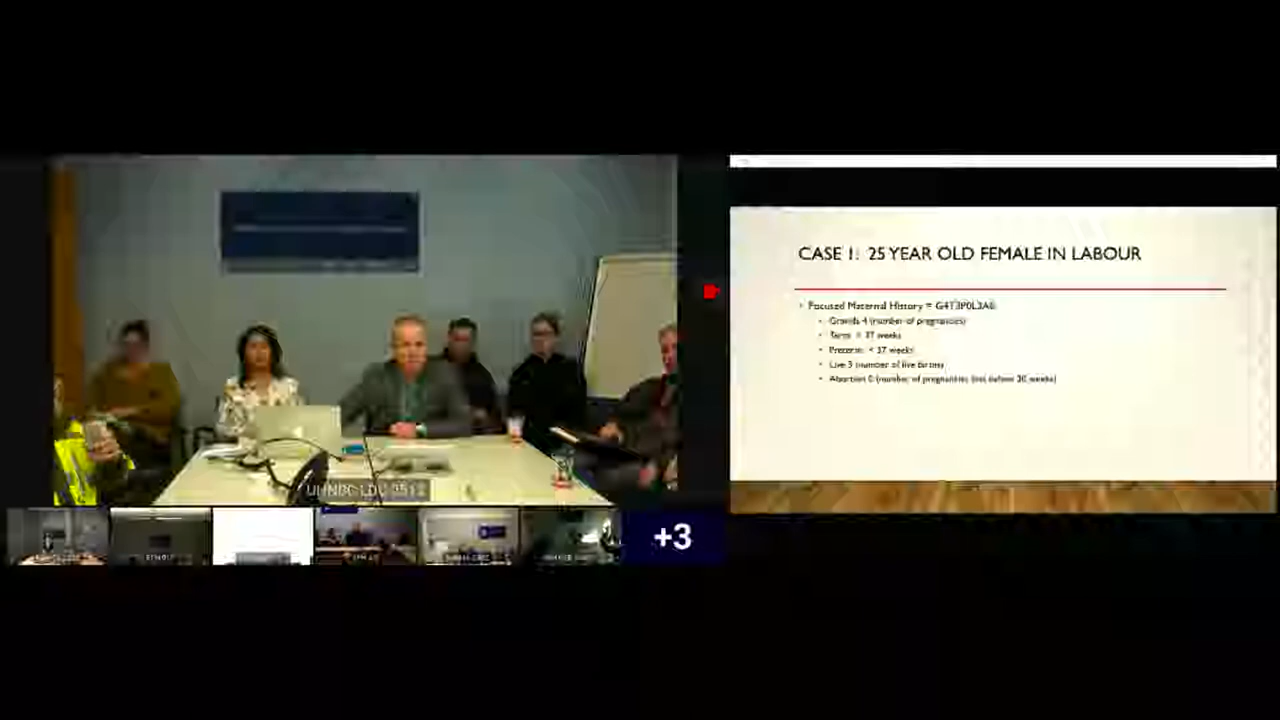 CASE 1: 25 YEAR OLD FEMALE IN LABOUR
Focused Maternal History = G4T3P0L3A0
Gravida 4 (number of pregnancies)
Term > 37 weeks
Preterm < 37 weeks
Live 3 (number of live births)
Abortion 0 (number of pregnancies lost before 20 weeks)
+3